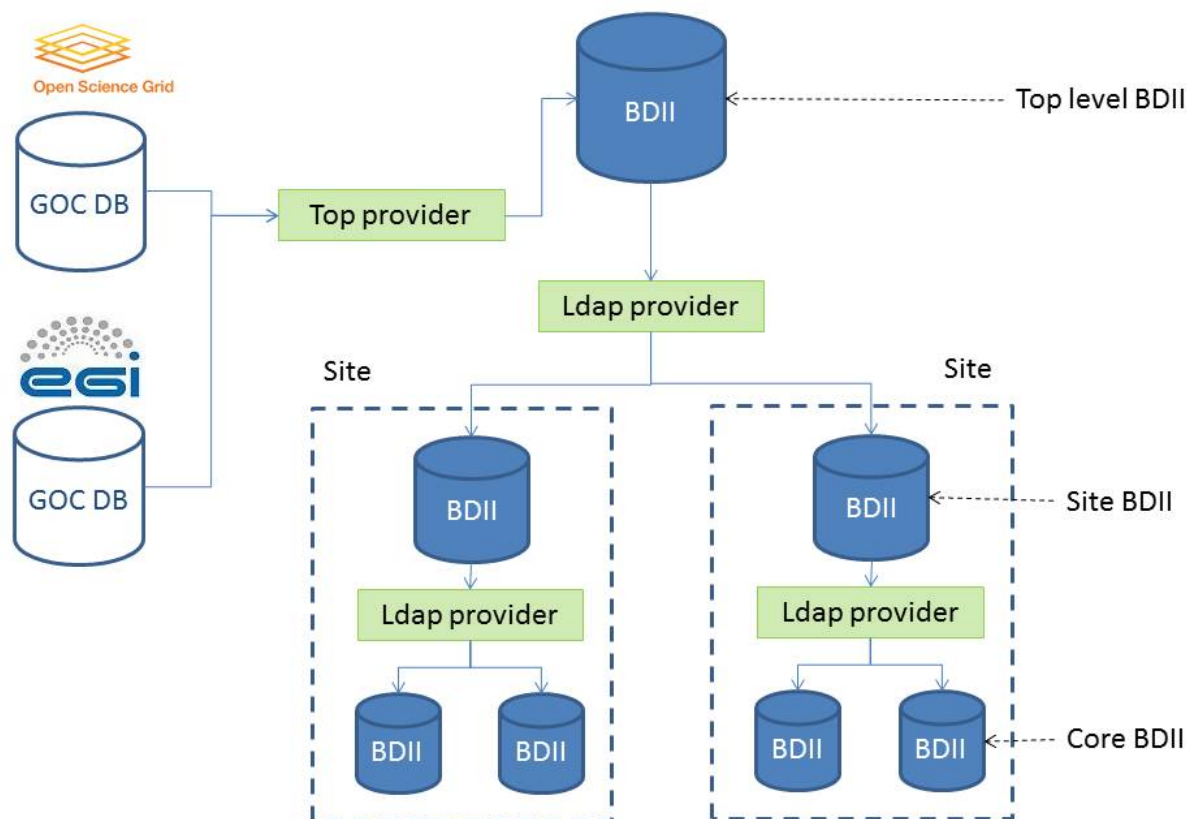 Open Science Grid
GOC DB
BDII
Top level BDII
Top provider
Ldap provider
egi
GOC DB
Site
Site
BDII
BDII
Site BDII
Ldap provider
Ldap provider
BDII
BDII
BDII
BDII
Core BDII